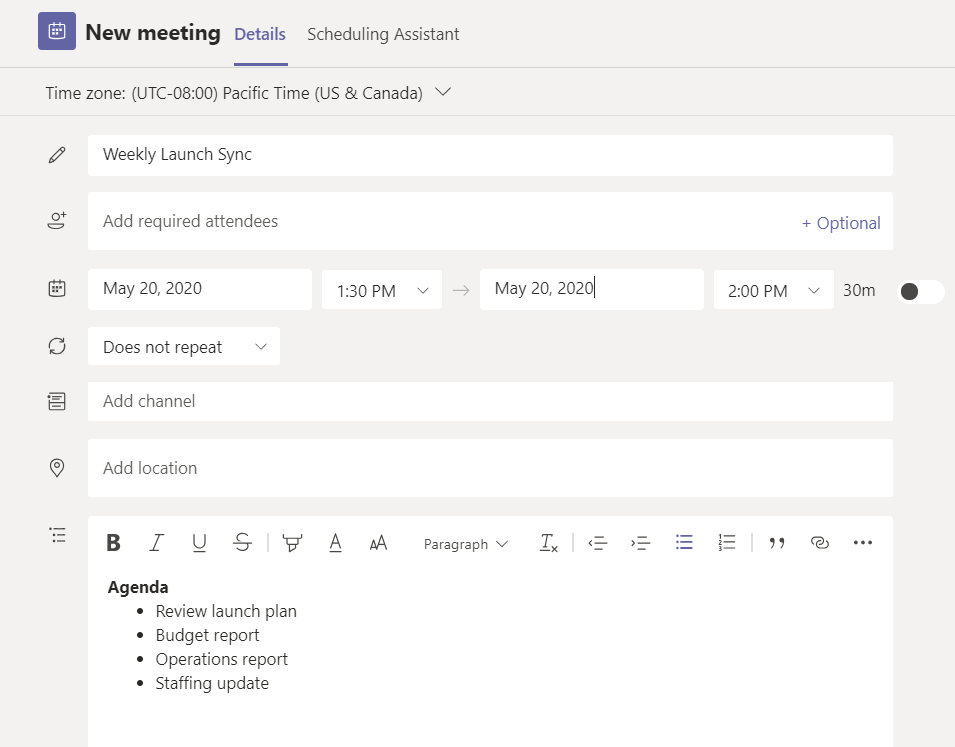 New meeting Details Scheduling Assistant
Time zone: (UTC-08:00) Pacific Time (US & Canada)
Weekly Launch Sync
Add required attendees + Optional
May 20, 2020 1:30 PM → May 20, 2020 2:00 PM 30m
Does not repeat
Add channel
Add location
B I U S A AA Paragraph Ix
Agenda
• Review launch plan
• Budget report
• Operations report
• Staffing update